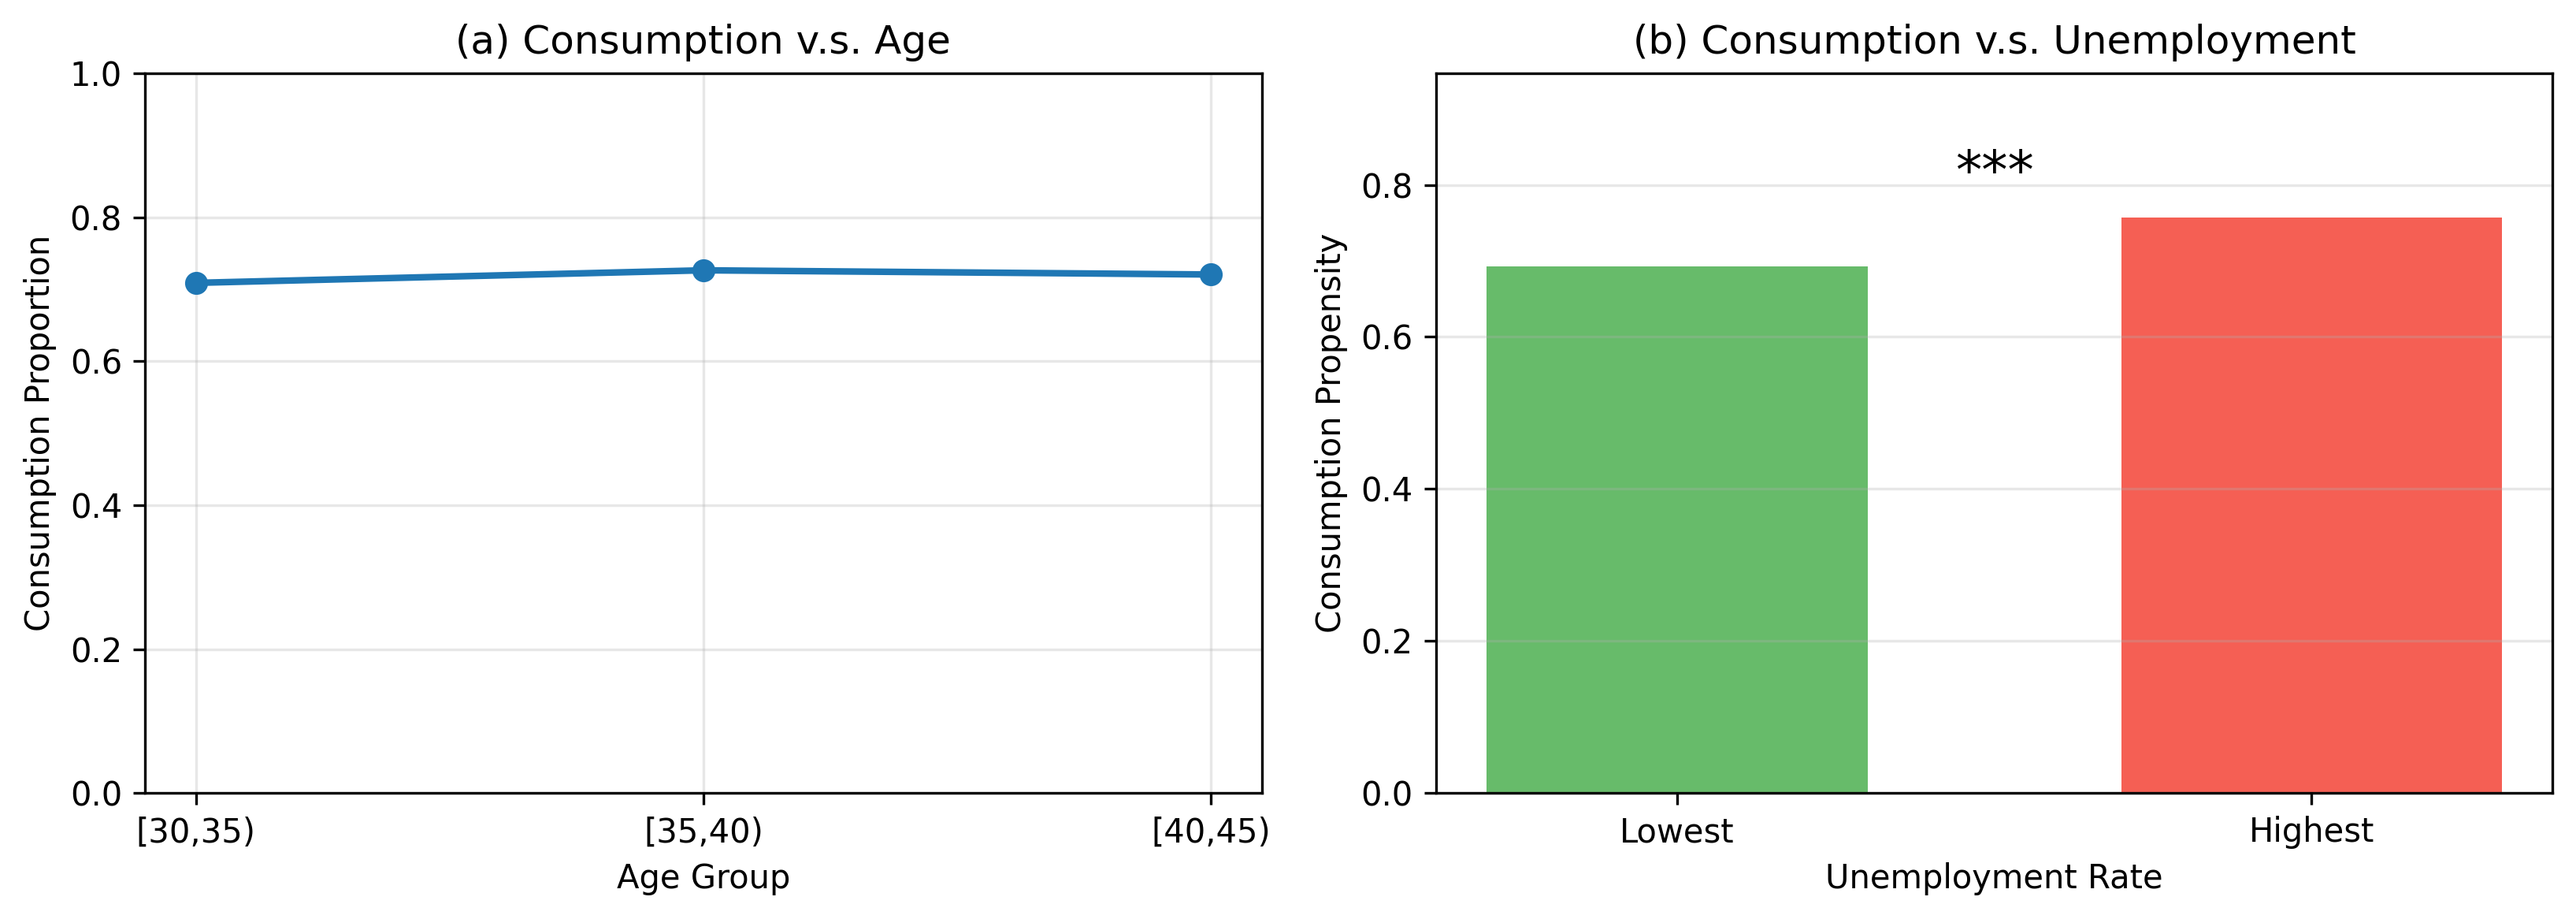 (a) Consumption v.s. Age
1.0
0.8
0.6
0.4
0.2
0.0
Consumption Proportion
[30,35)
[35,40)
[40,45)
Age Group
(b) Consumption v.s. Unemployment
***
0.8
0.6
0.4
0.2
0.0
Consumption Propensity
Lowest
Highest
Unemployment Rate